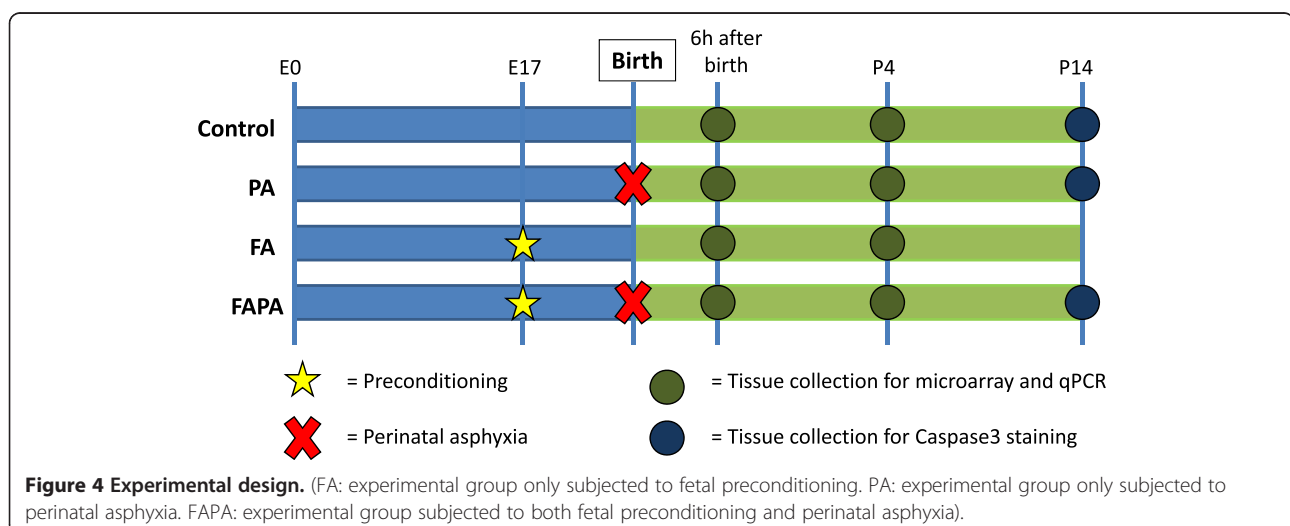 E0 E17 Birth 6h after birth P4 P14
Control
PA
FA
FAPA
= Preconditioning = Tissue collection for microarray and qPCR
= Perinatal asphyxia = Tissue collection for Caspase3 staining
Figure 4 Experimental design. (FA: experimental group only subjected to fetal preconditioning. PA: experimental group only subjected to
perinatal asphyxia. FAPA: experimental group subjected to both fetal preconditioning and perinatal asphyxia).